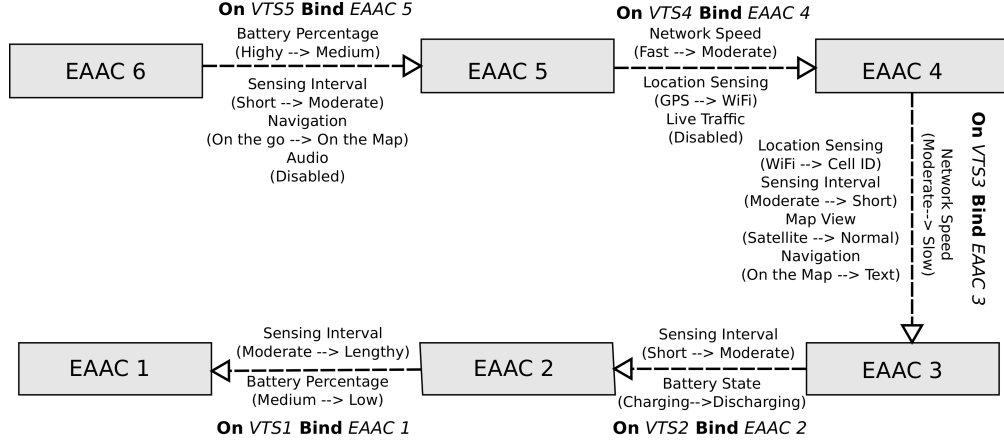 On VTS5 Bind EAAC 5
Battery Percentage
(Highy --> Medium)
EAAC 6
Sensing Interval
(Short --> Moderate)
Navigation
(On the go --> On the Map)
Audio
(Disabled)
EAAC 5
On VTS4 Bind EAAC 4
Network Speed
(Fast --> Moderate)
Location Sensing
(GPS --> WiFi)
Live Traffic
(Disabled)
EAAC 4
On VTS3 Bind EAAC 3
Network Speed
(Moderate--> Slow)
Location Sensing
(WiFi --> Cell ID)
Sensing Interval
(Moderate --> Short)
Map View
(Satellite --> Normal)
Navigation
(On the Map --> Text)
EAAC 3
Sensing Interval
(Short --> Moderate)
Battery State
(Charging-->Discharging)
On VTS2 Bind EAAC 2
EAAC 2
Sensing Interval
(Moderate --> Lengthy)
Battery Percentage
(Medium --> Low)
On VTS1 Bind EAAC 1
EAAC 1